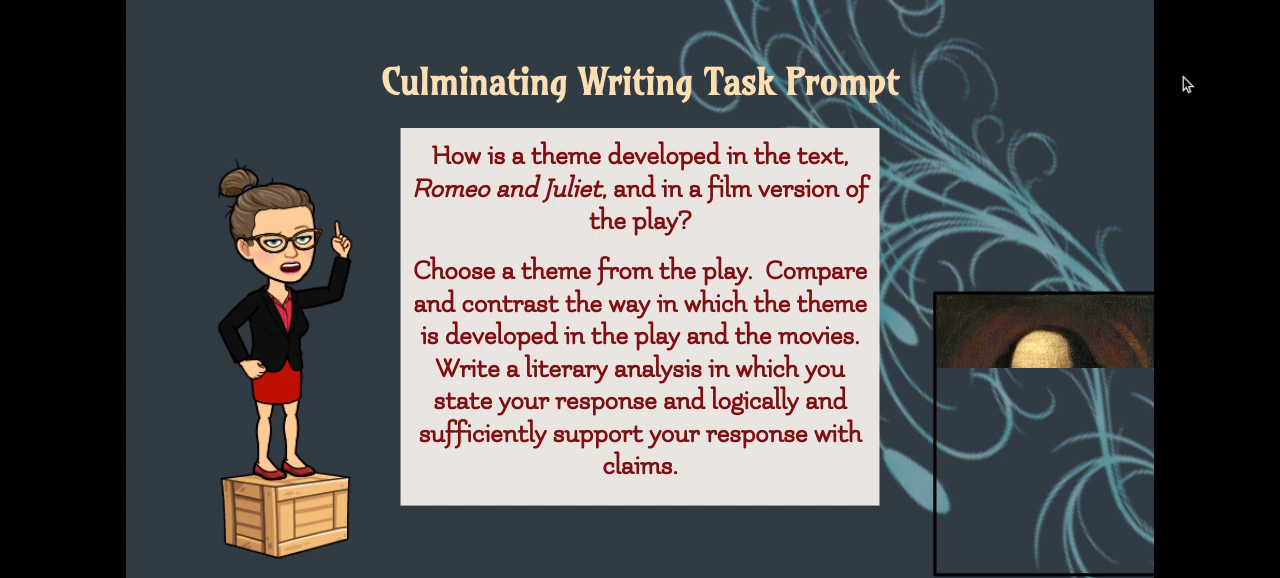 Culminating Writing Task Prompt
How is a theme developed in the text,
Romeo and Juliet, and in a film version of
the play?
Choose a theme from the play.  Compare
and contrast the way in which the theme
is developed in the play and the movies.
Write a literary analysis in which you
state your response and logically and
sufficiently support your response with
claims.